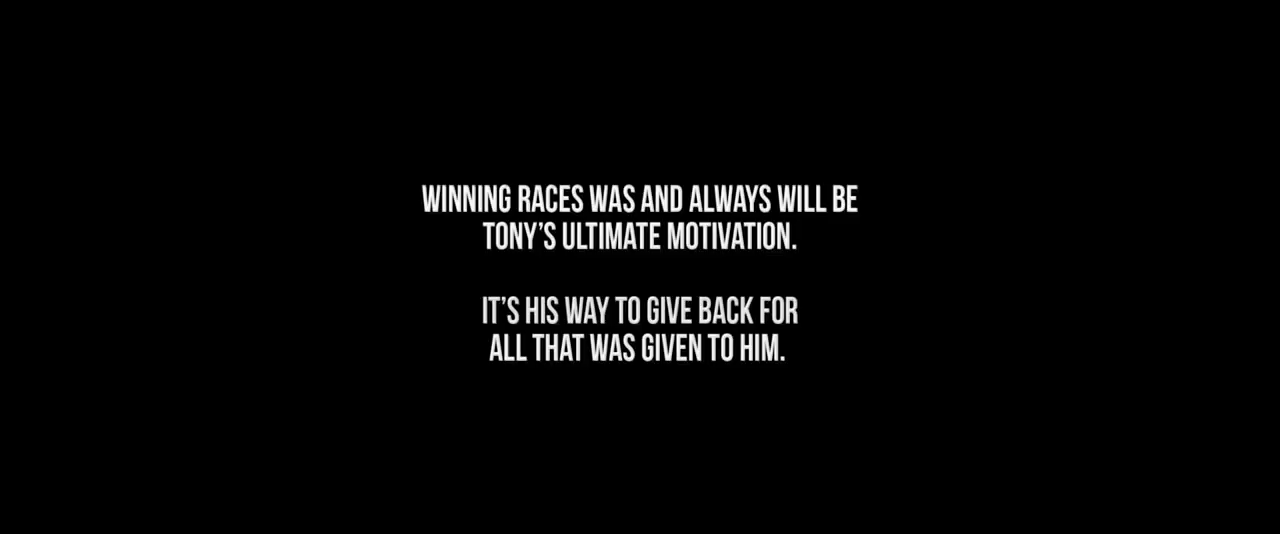 WINNING RACES WAS AND ALWAYS WILL BE
TONY'S ULTIMATE MOTIVATION.
IT'S HIS WAY TO GIVE BACK FOR
ALL THAT WAS GIVEN TO HIM.